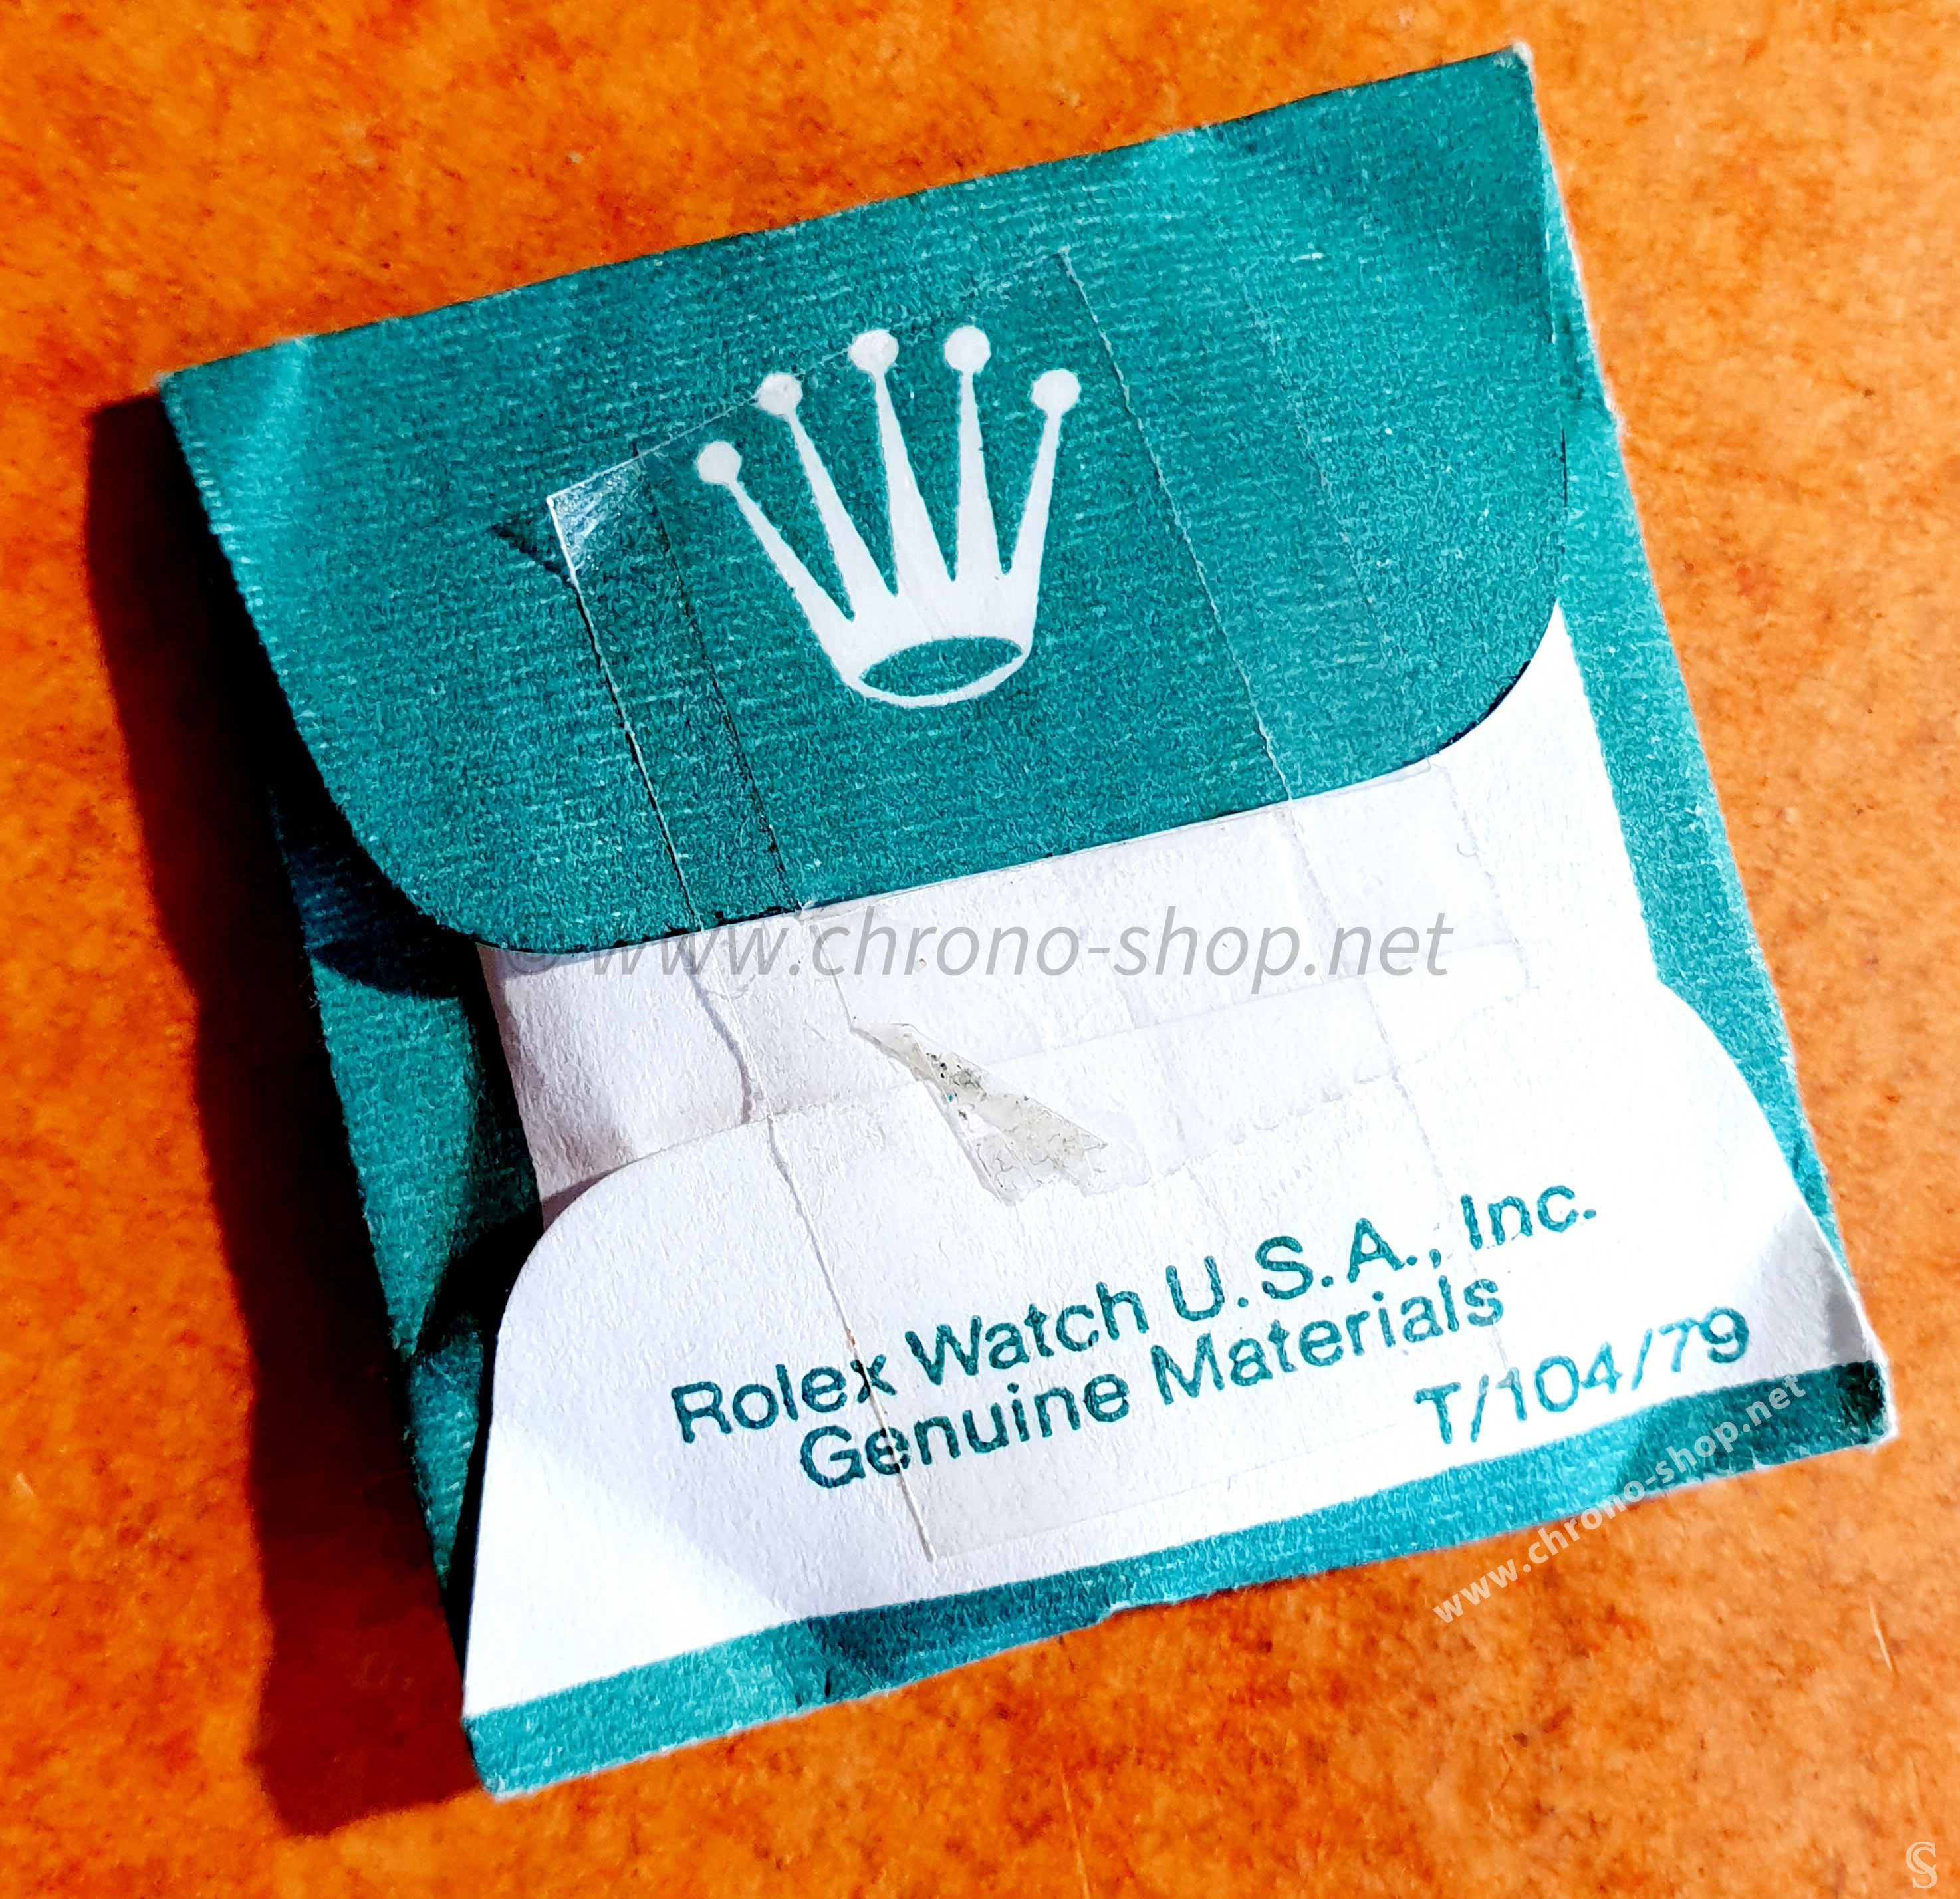 © www.chrono-shop.net
Rolex Watch U.S.A., Inc.
Genuine Materials
T/104/79
www.chrono-shop.net